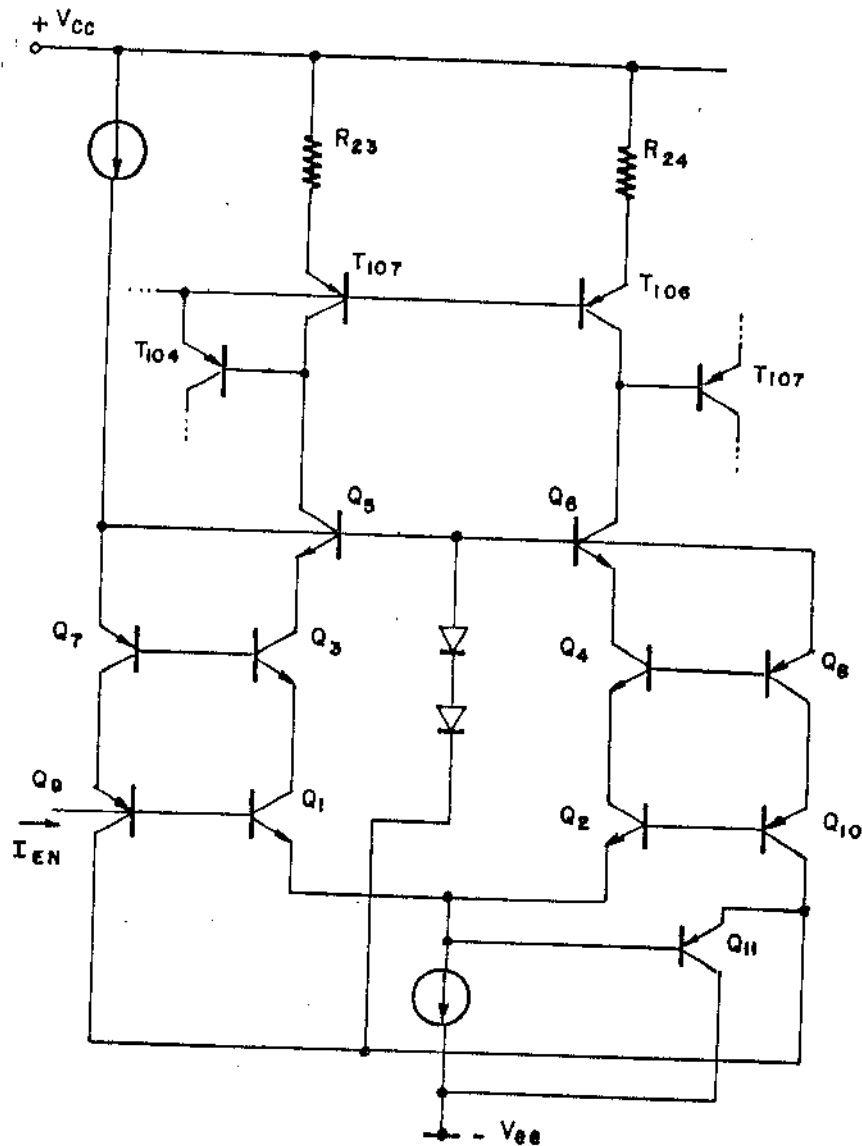 + Vcc
R23
R24
T107
T106
T104
T107
Q5
Q6
Q7
Q3
Q4
Q8
Q9
Q1
Q2
Q10
IEN
Q11
- Vee